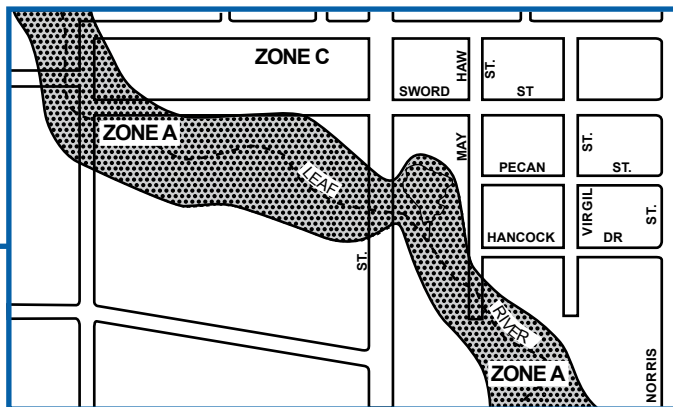 ZONE C
HAW
ST.
SWORD ST
ZONE A
MAY
ST.
PECAN ST.
LEAF
VIRGIL
ST.
HANCOCK DR
ST.
RIVER
ZONE A
NORRIS